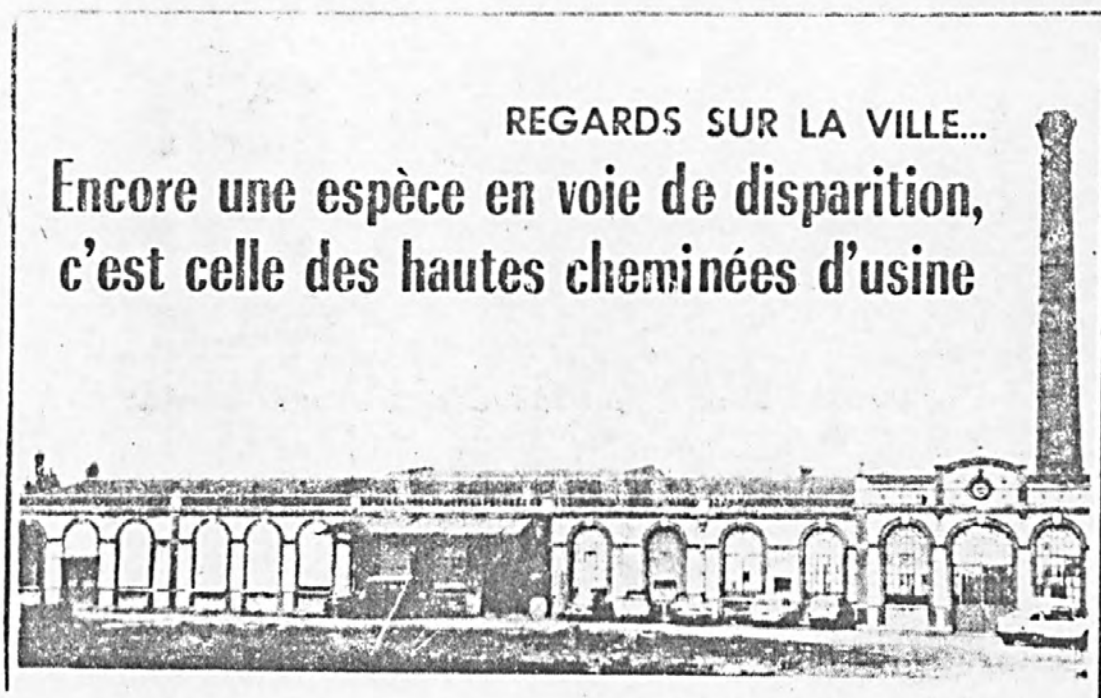 REGARDS SUR LA VILLE...
Encore une espèce en voie de disparition,
c'est celle des hautes cheminées d'usine